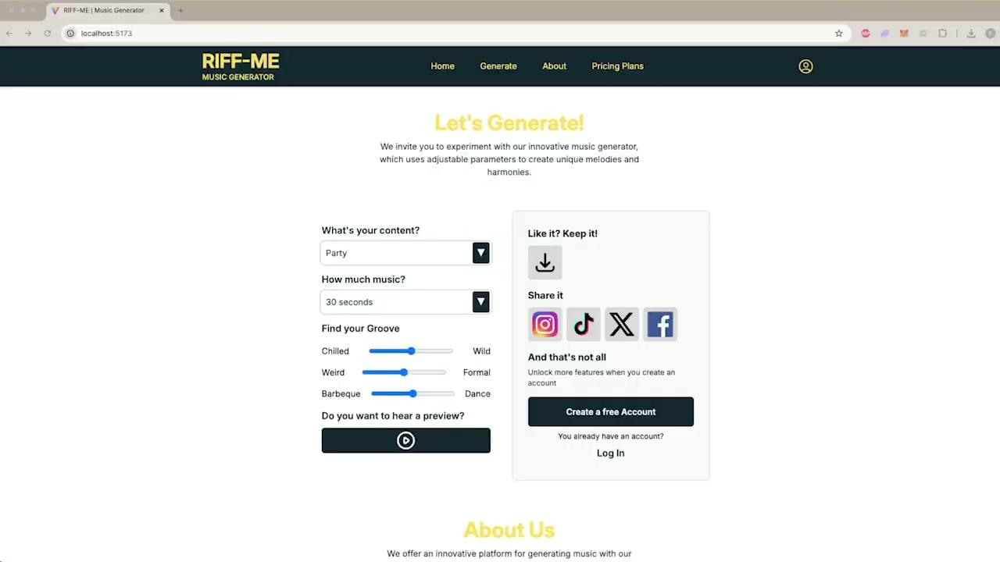 RIFF-ME | Music Generator
localhost:5173
RIFF-ME
MUSIC GENERATOR
Home
Generate
About
Pricing Plans
Let's Generate!
We invite you to experiment with our innovative music generator,
which uses adjustable parameters to create unique melodies and
harmonies.
What's your content?
Party
How much music?
30 seconds
Find your Groove
Chilled
Wild
Weird
Formal
Barbeque
Dance
Do you want to hear a preview?
Like it? Keep it!
Share it
And that's not all
Unlock more features when you create an
account
Create a free Account
You already have an account?
Log In
About Us
We offer an innovative platform for generating music with our